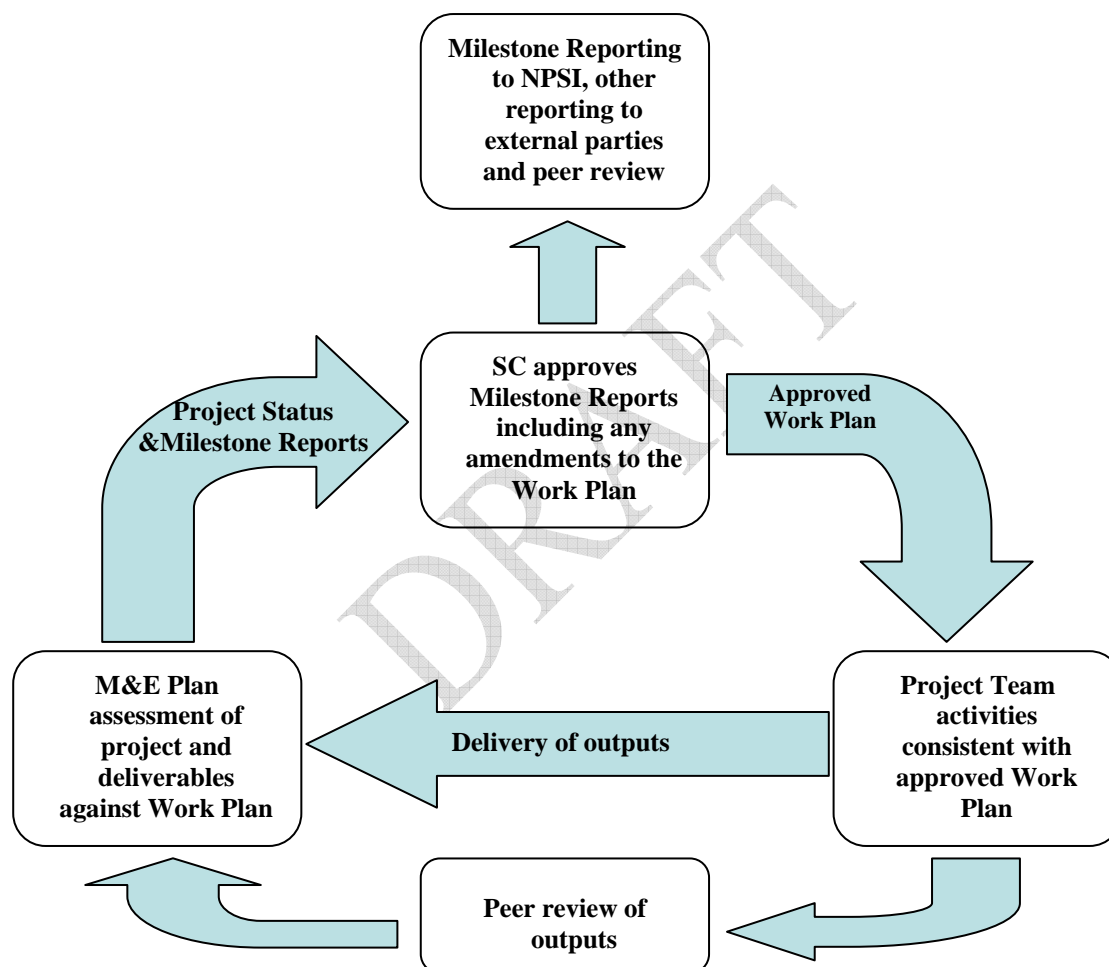 Milestone Reporting
to NPSI, other
reporting to
external parties
and peer review
SC approves
Milestone Reports
including any
amendments to the
Work Plan
Project Status
&Milestone Reports
Approved
Work Plan
DRAFT
M&E Plan
assessment of
project and
deliverables
against Work Plan
Delivery of outputs
Project Team
activities
consistent with
approved Work
Plan
Peer review of
outputs